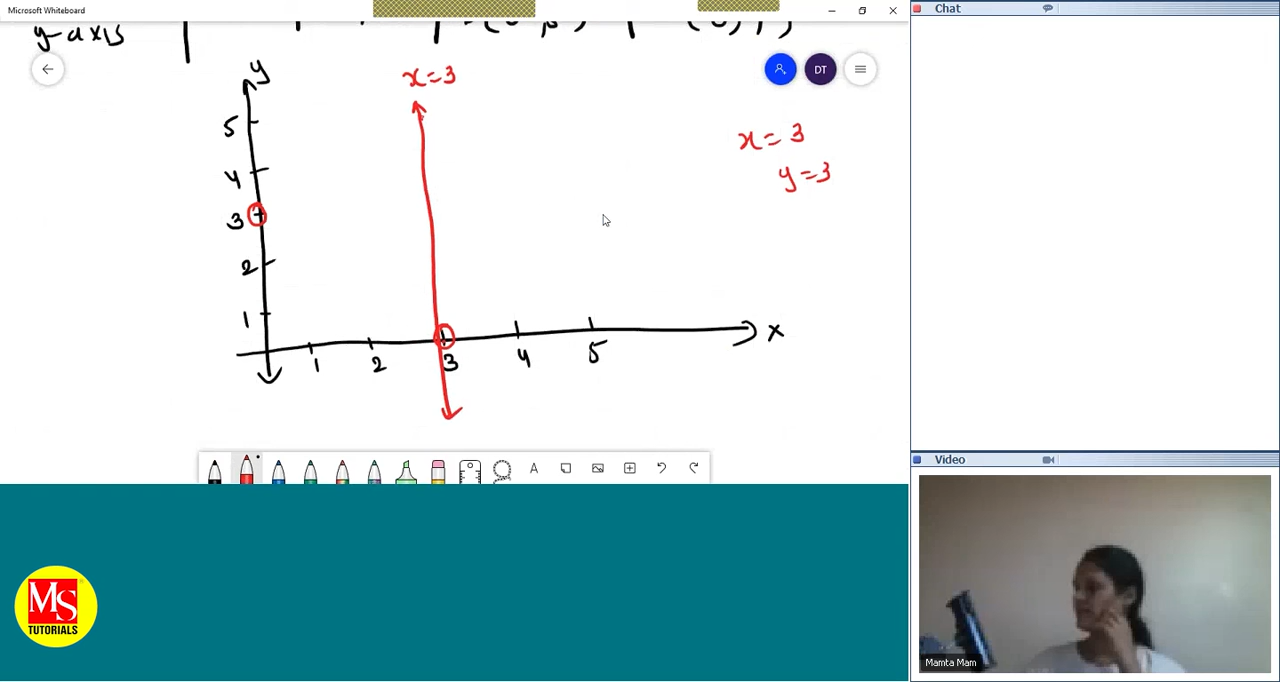 Microsoft Whiteboard
Chat
y-axis
y
x=3
DT
5
x=3
4
y=3
3
2
1
x
1 2 3 4 5
A
Video
MS
TUTORIALS
Mamta Mam